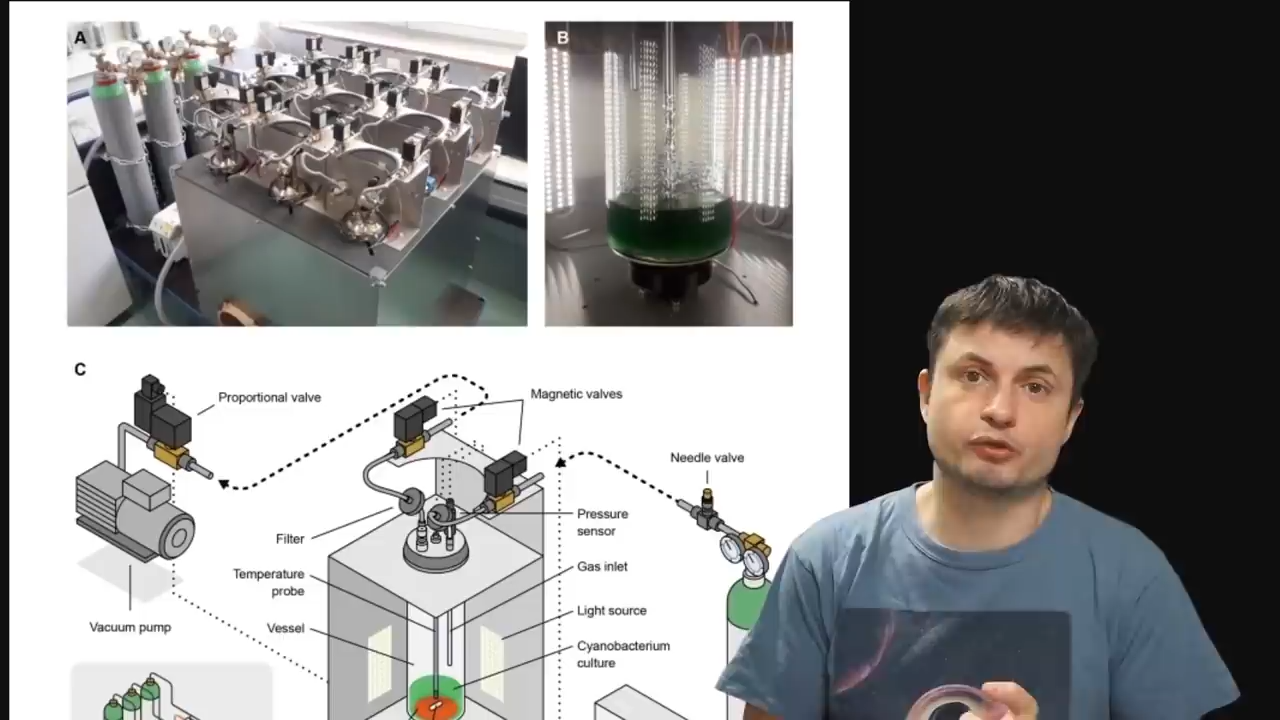 A
B
C
Proportional valve
Magnetic valves
Needle valve
Pressure
sensor
Filter
Gas inlet
Temperature
probe
Light source
Vacuum pump
Vessel
Cyanobacterium
culture